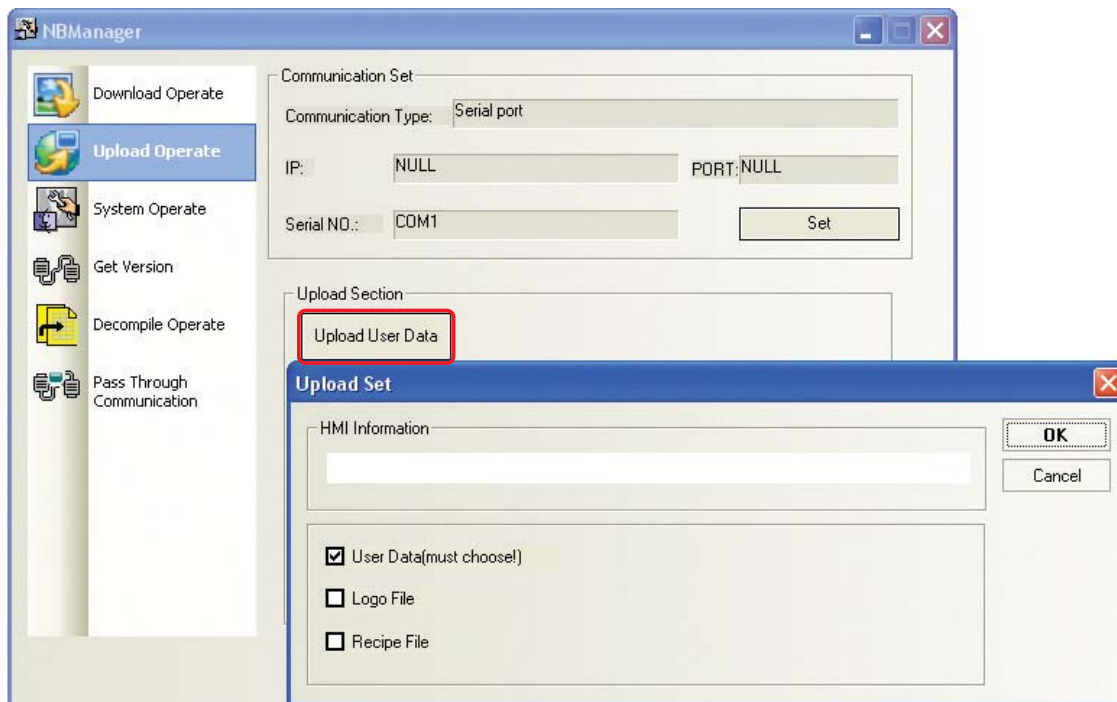 NBManager
Download Operate
Upload Operate
System Operate
Get Version
Decompile Operate
Pass Through
Communication
Communication Set
Communication Type: Serial port
IP: NULL PORT: NULL
Serial NO.: COM1 Set
Upload Section
Upload User Data
Upload Set
HMI Information
OK
Cancel
User Data(must choose!)
Logo File
Recipe File